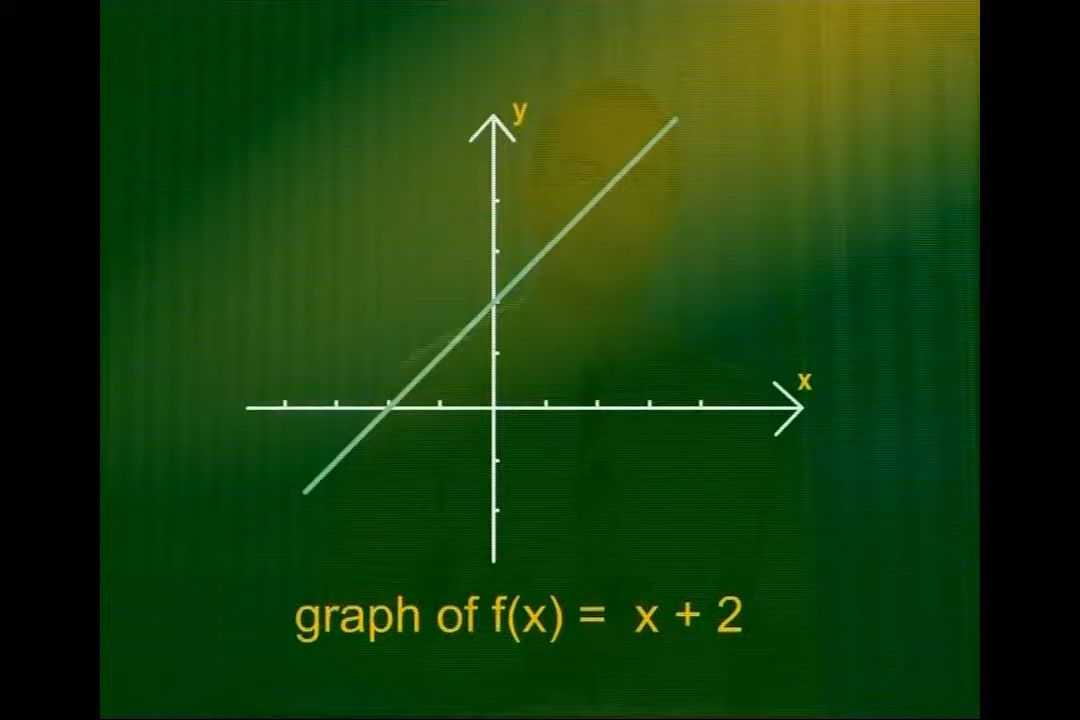 y
x
graph of f(x) = x + 2